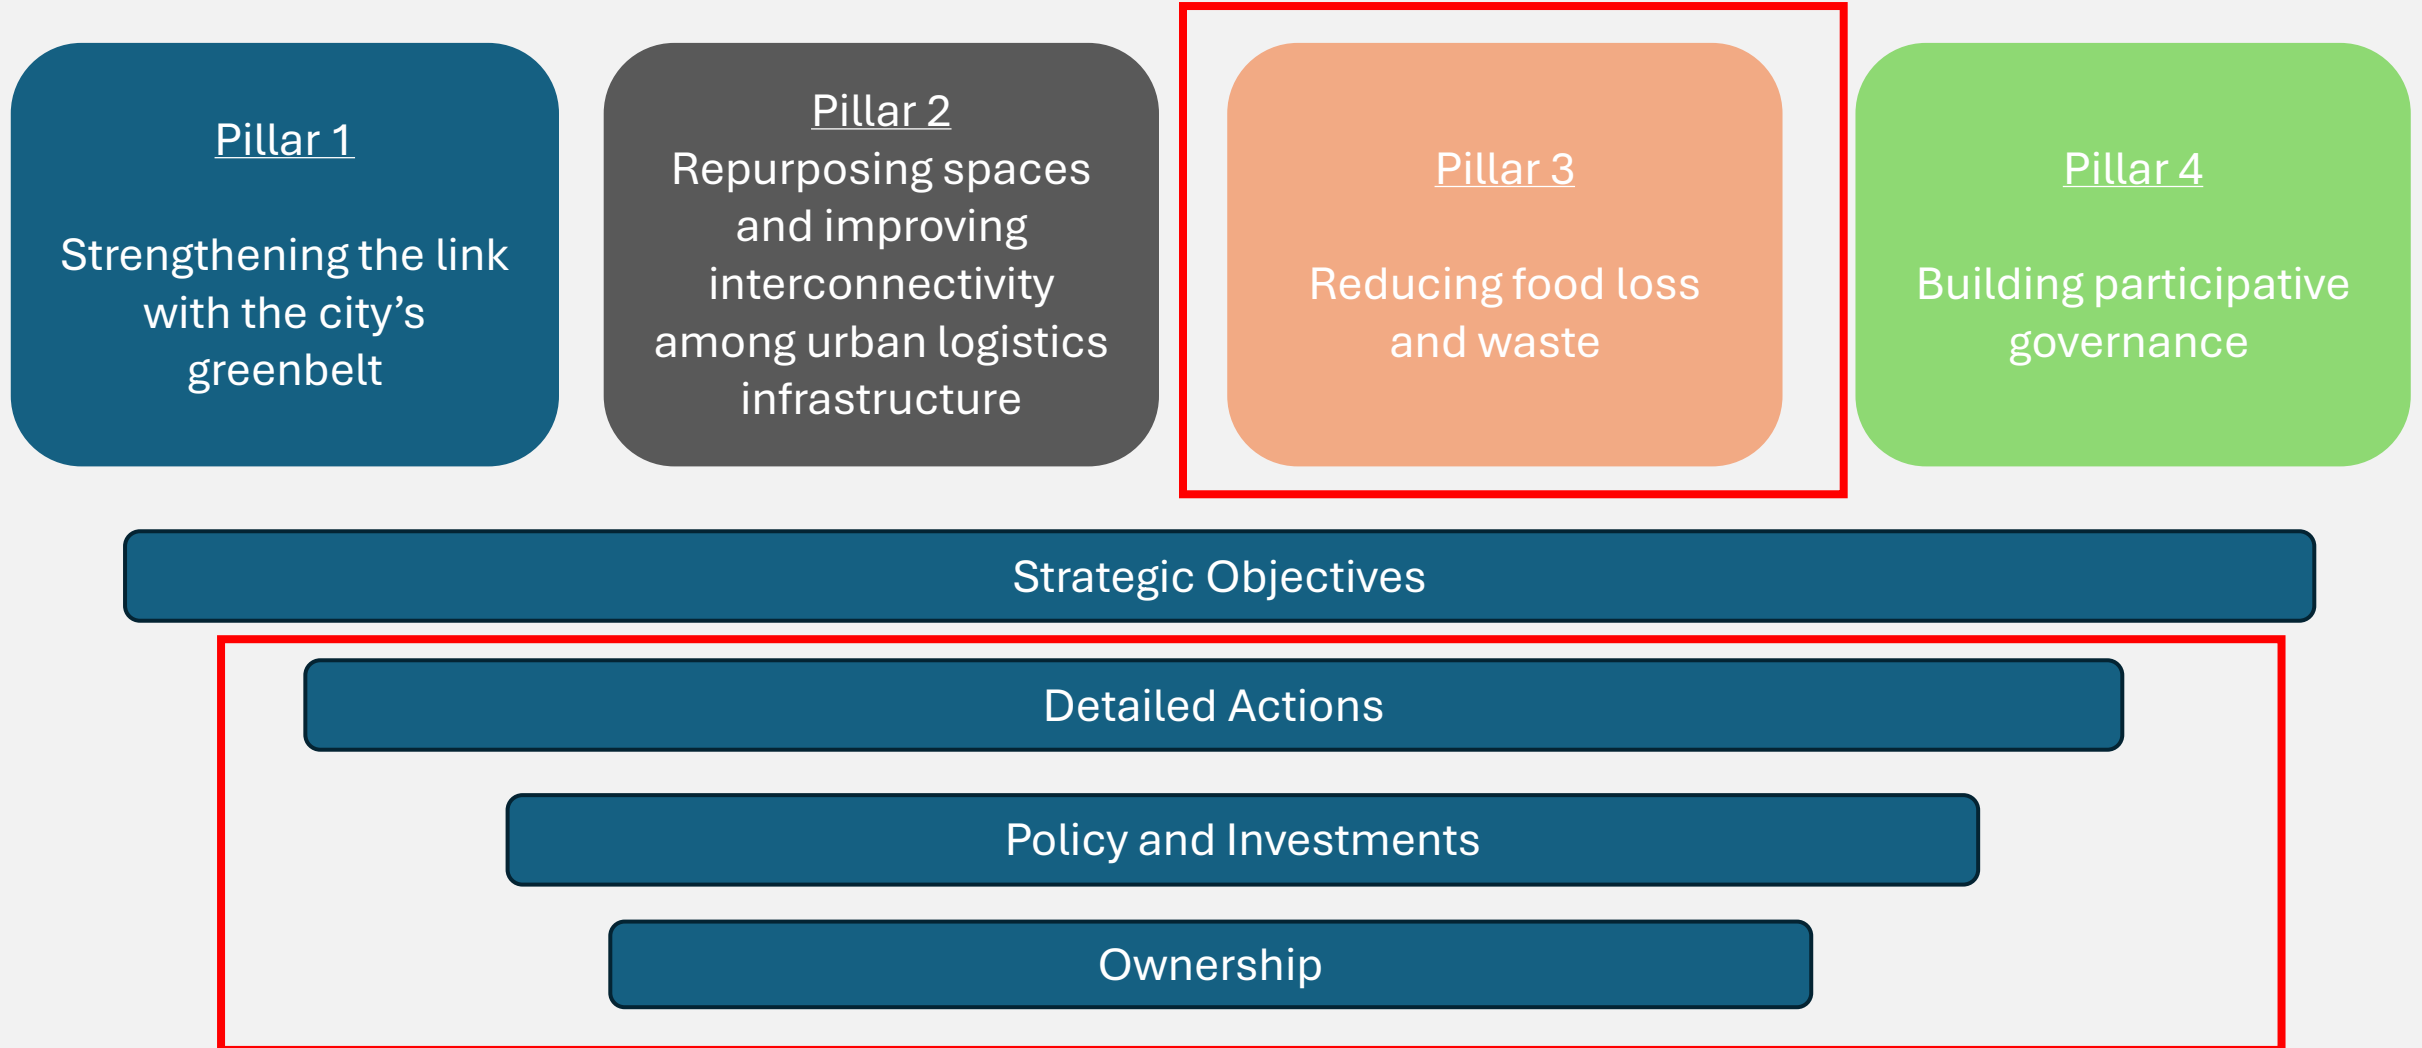 Pillar 1
Strengthening the link
with the city’s
greenbelt
Pillar 2
Repurposing spaces
and improving
interconnectivity
among urban logistics
infrastructure
Pillar 3
Reducing food loss
and waste
Pillar 4
Building participative
governance
Strategic Objectives
Detailed Actions
Policy and Investments
Ownership